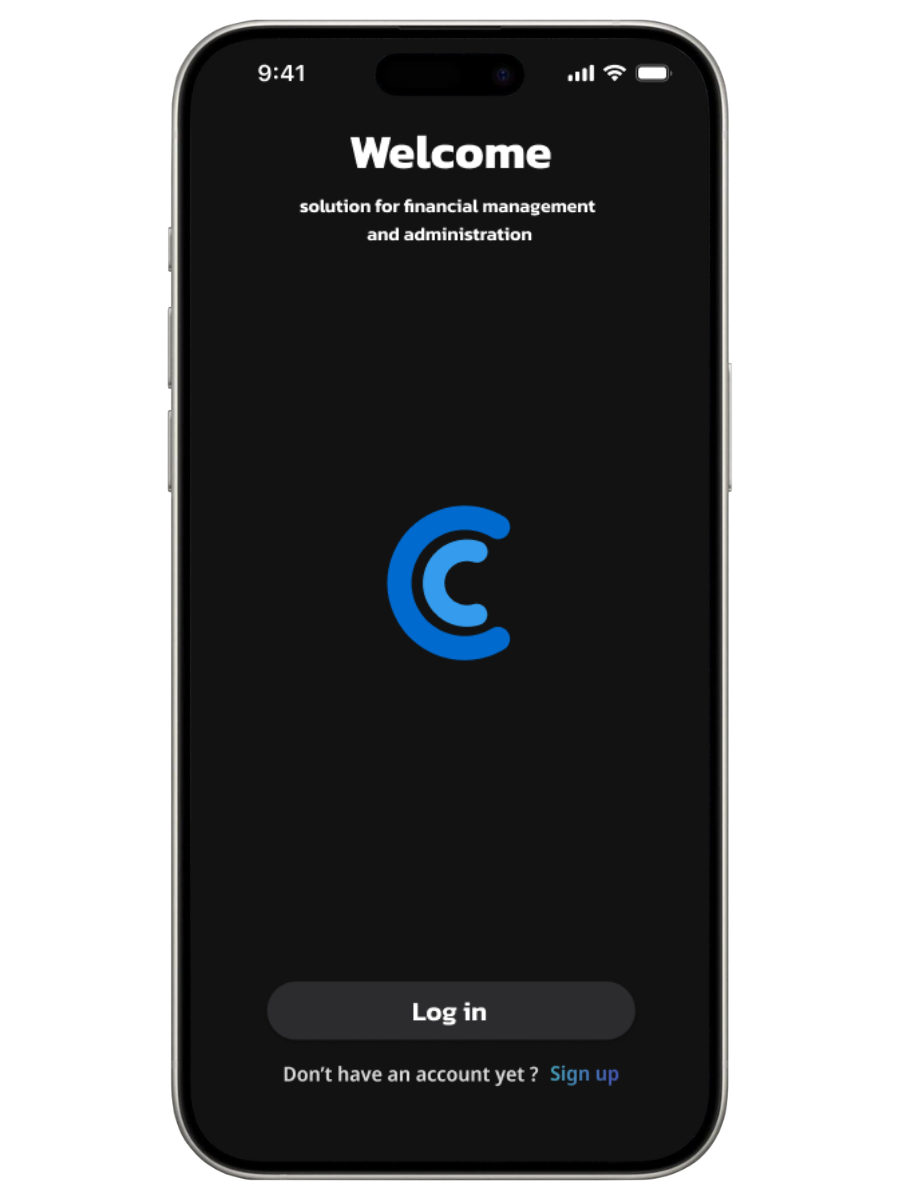 9:41
Welcome
solution for financial management
and administration
Log in
Don't have an account yet ? Sign up